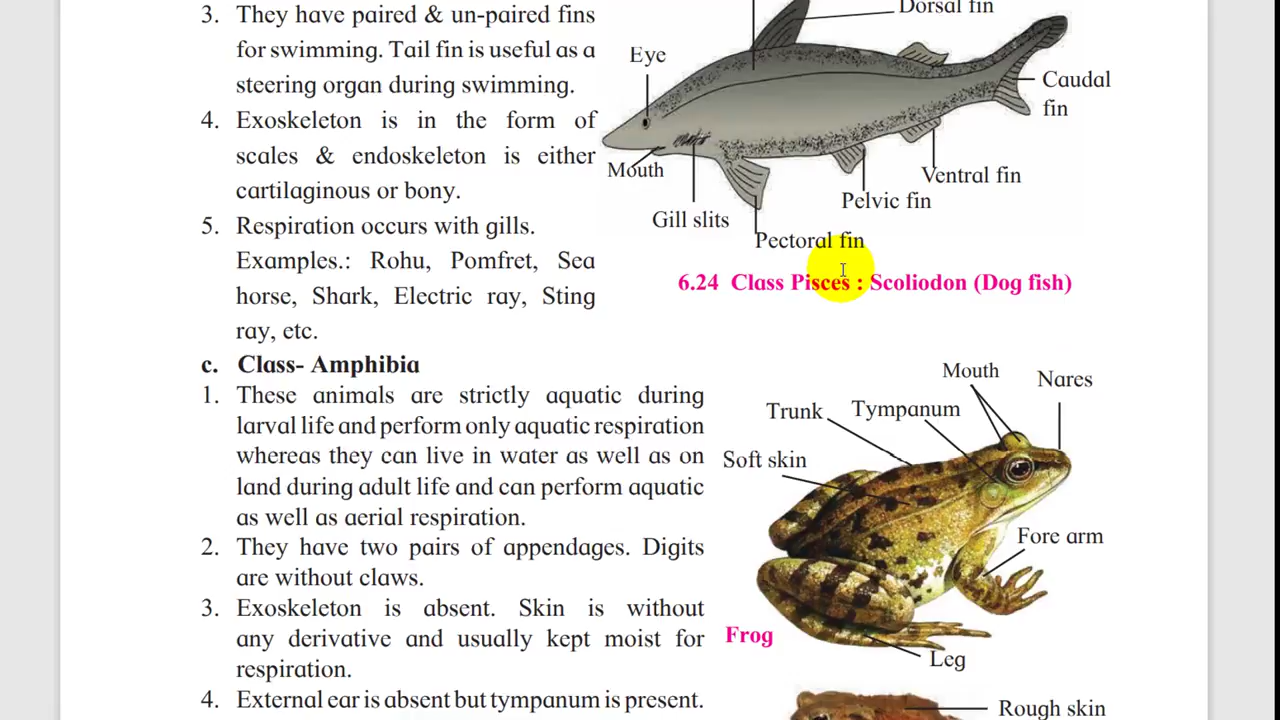 3. They have paired & un-paired fins
for swimming. Tail fin is useful as a
steering organ during swimming.
4. Exoskeleton is in the form of
scales & endoskeleton is either
cartilaginous or bony.
5. Respiration occurs with gills.
Examples.: Rohu, Pomfret, Sea
horse, Shark, Electric ray, Sting
ray, etc.
Dorsal fin
Eye
Caudal
fin
Mouth
Ventral fin
Pelvic fin
Gill slits
Pectoral fin
6.24 Class Pisces : Scoliodon (Dog fish)
c. Class- Amphibia
1. These animals are strictly aquatic during
larval life and perform only aquatic respiration
whereas they can live in water as well as on
land during adult life and can perform aquatic
as well as aerial respiration.
2. They have two pairs of appendages. Digits
are without claws.
3. Exoskeleton is absent. Skin is without
any derivative and usually kept moist for
respiration.
4. External ear is absent but tympanum is present.
Mouth
Nares
Trunk
Tympanum
Soft skin
Fore arm
Frog
Leg
Rough skin